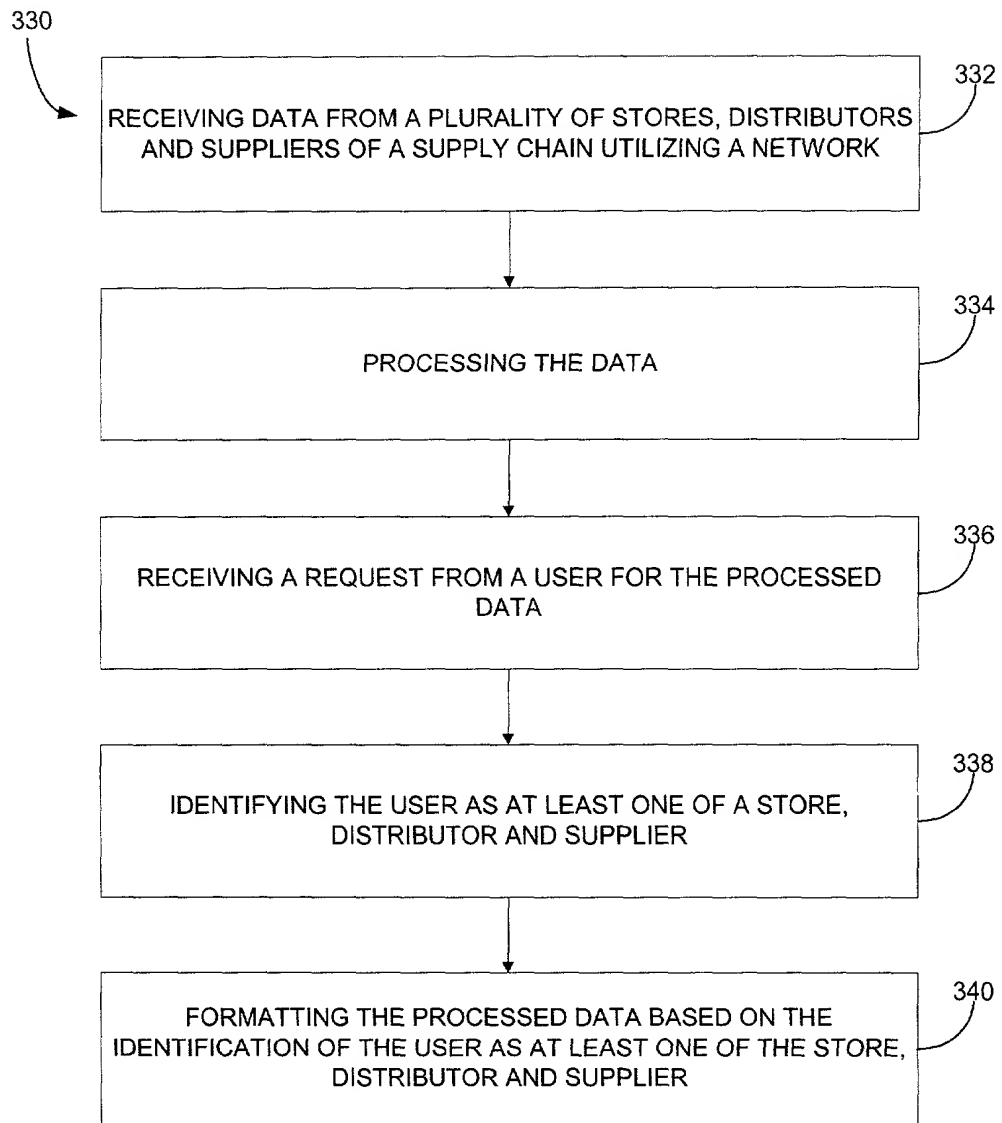 330
332
RECEIVING DATA FROM A PLURALITY OF STORES, DISTRIBUTORS
AND SUPPLIERS OF A SUPPLY CHAIN UTILIZING A NETWORK
334
PROCESSING THE DATA
336
RECEIVING A REQUEST FROM A USER FOR THE PROCESSED
DATA
338
IDENTIFYING THE USER AS AT LEAST ONE OF A STORE,
DISTRIBUTOR AND SUPPLIER
340
FORMATTING THE PROCESSED DATA BASED ON THE
IDENTIFICATION OF THE USER AS AT LEAST ONE OF THE STORE,
DISTRIBUTOR AND SUPPLIER